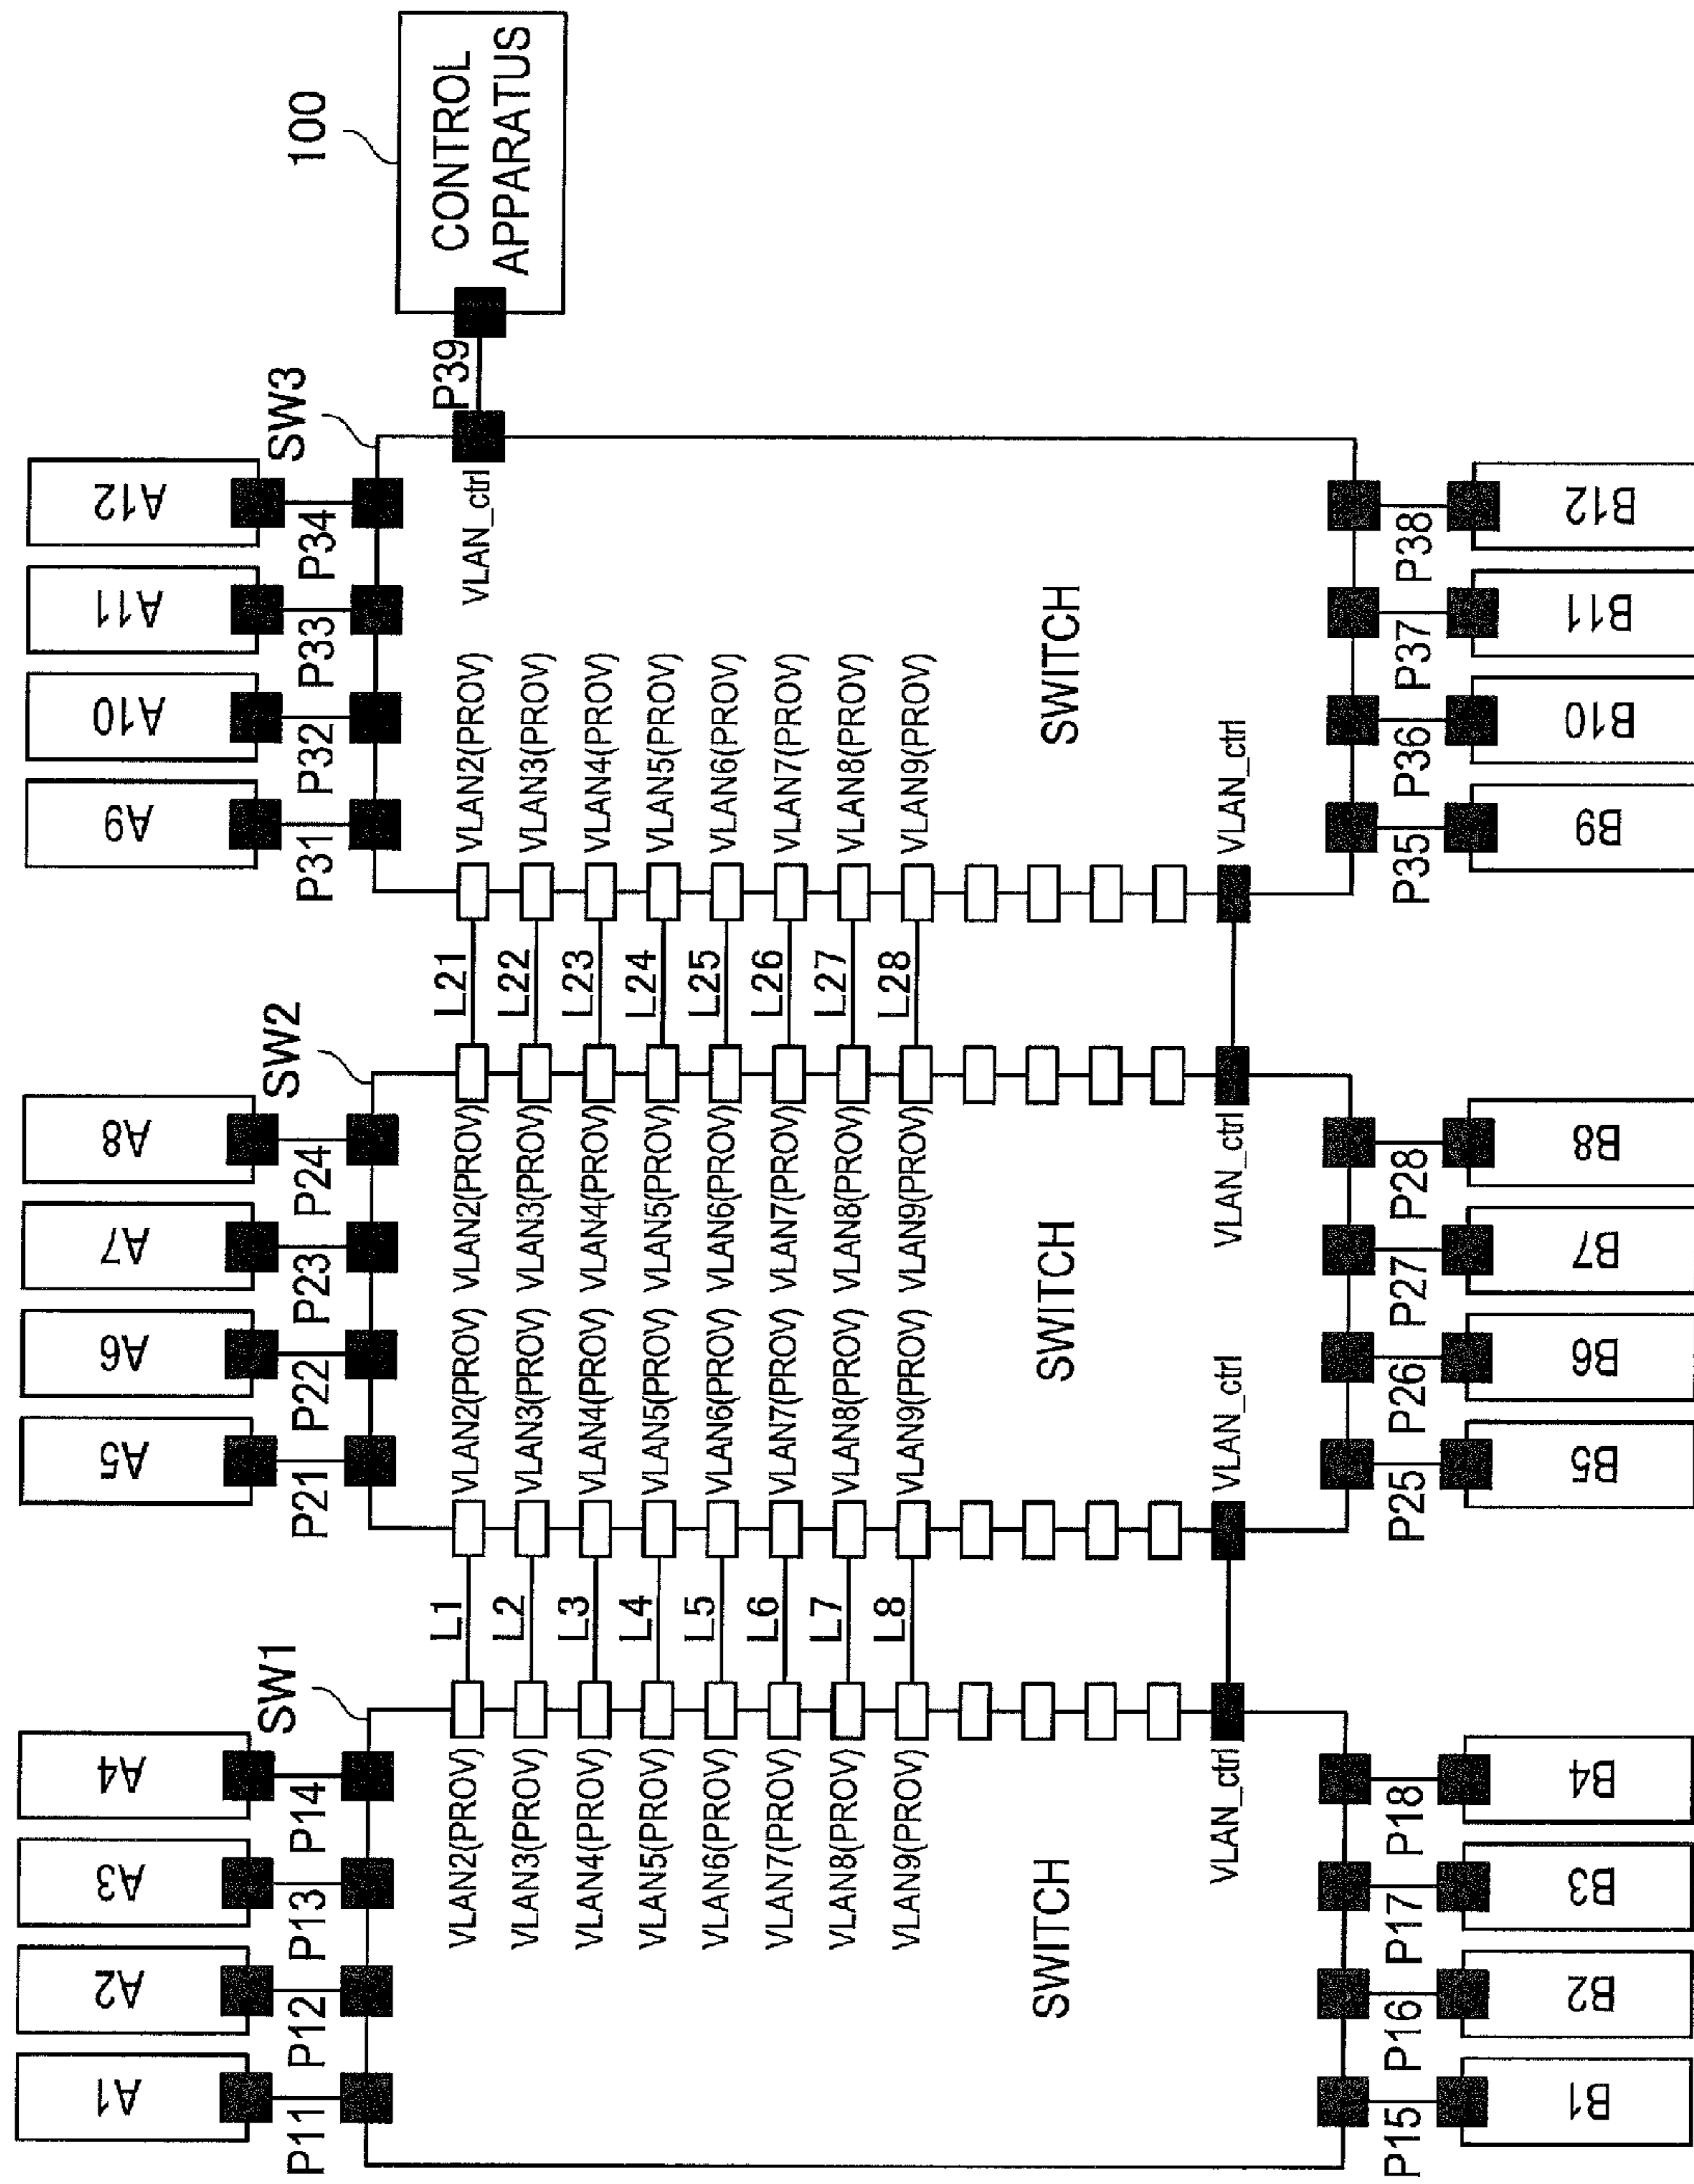 100
CONTROL
APPARATUS
P39
SW3
VLAN_ctrl
A9
A10
A11
A12
P31
P32
P33
P34
VLAN2(PROV)
VLAN3(PROV)
VLAN4(PROV)
VLAN5(PROV)
VLAN6(PROV)
VLAN7(PROV)
VLAN8(PROV)
VLAN9(PROV)
SWITCH
VLAN_ctrl
P35
P36
P37
P38
B9
B10
B11
B12
L21
L22
L23
L24
L25
L26
L27
L28
SW2
A5
A6
A7
A8
P21
P22
P23
P24
VLAN2(PROV) VLAN2(PROV)
VLAN3(PROV) VLAN3(PROV)
VLAN4(PROV) VLAN4(PROV)
VLAN5(PROV) VLAN5(PROV)
VLAN6(PROV) VLAN6(PROV)
VLAN7(PROV) VLAN7(PROV)
VLAN8(PROV) VLAN8(PROV)
VLAN9(PROV) VLAN9(PROV)
SWITCH
VLAN_ctrl
VLAN_ctrl
P25
P26
P27
P28
B5
B6
B7
B8
L1
L2
L3
L4
L5
L6
L7
L8
SW1
A1
A2
A3
A4
P11
P12
P13
P14
VLAN2(PROV)
VLAN3(PROV)
VLAN4(PROV)
VLAN5(PROV)
VLAN6(PROV)
VLAN7(PROV)
VLAN8(PROV)
VLAN9(PROV)
SWITCH
VLAN_ctrl
P15
P16
P17
P18
B1
B2
B3
B4